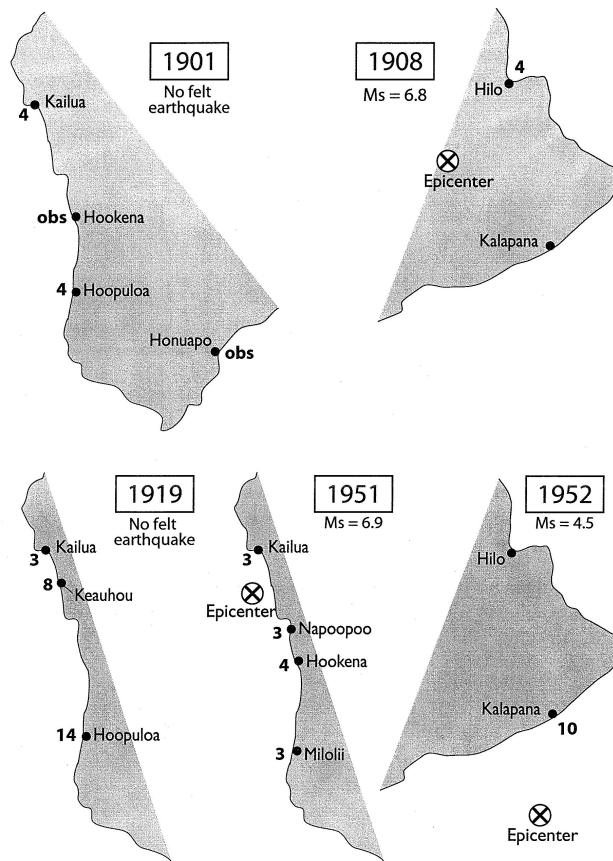 1901
No felt
earthquake
4
Kailua
obs
Hookena
4
Hoopuloa
Honuapo
obs
1908
Ms = 6.8
4
Hilo
Epicenter
Kalapana
1919
No felt
earthquake
3
Kailua
8
Keauhou
14
Hoopuloa
1951
Ms = 6.9
3
Kailua
Epicenter
3
Napoopoo
4
Hookena
3
Milolii
1952
Ms = 4.5
Hilo
Kalapana
10
Epicenter